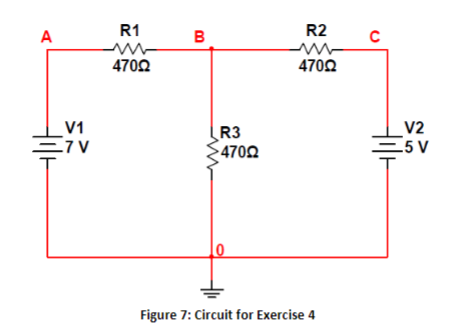 A
R1
470Ω
B
R2
470Ω
C
V1
7 V
R3
470Ω
V2
5 V
0
Figure 7: Circuit for Exercise 4